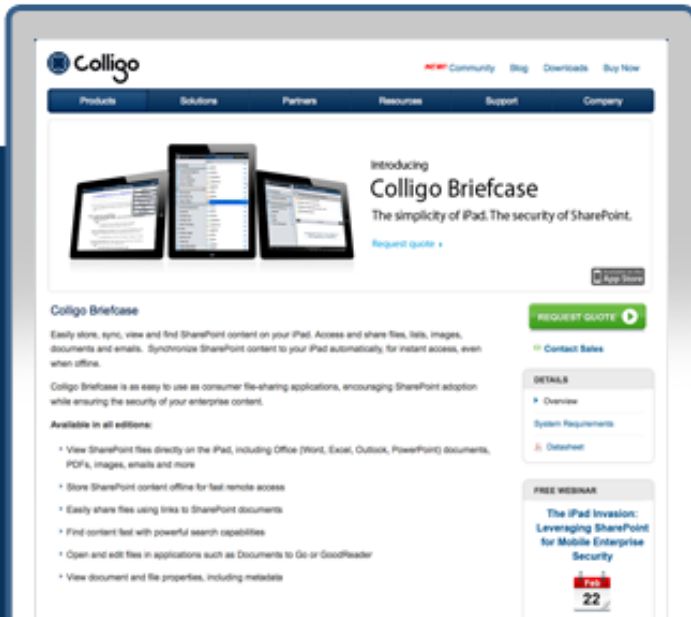 Colligo
NEW! Community Blog Downloads Buy Now
Products Solutions Partners Resources Support Company
Introducing
Colligo Briefcase
The simplicity of iPad. The security of SharePoint.
Request quote
App Store
Colligo Briefcase
REQUEST QUOTE
Easily store, sync, view and find SharePoint content on your iPad. Access and share files, lists, images,
documents and emails. Synchronize SharePoint content to your iPad automatically, for instant access, even
when offline.
Contact Sales
Colligo Briefcase is as easy to use as consumer file-sharing applications, encouraging SharePoint adoption
while ensuring the security of your enterprise content.
Available in all editions:
View SharePoint files directly on the iPad, including Office (Word, Excel, Outlook, PowerPoint) documents,
PDFs, images, emails and more
Store SharePoint content offline for fast remote access
Easily share files using links to SharePoint documents
Find content fast with powerful search capabilities
Open and edit files in applications such as Documents to Go or GoodReader
View document and file properties, including metadata
DETAILS
Overview
System Requirements
Datasheet
FREE WEBINAR
The iPad Invasion:
Leveraging SharePoint
for Mobile Enterprise
Security
Feb
22